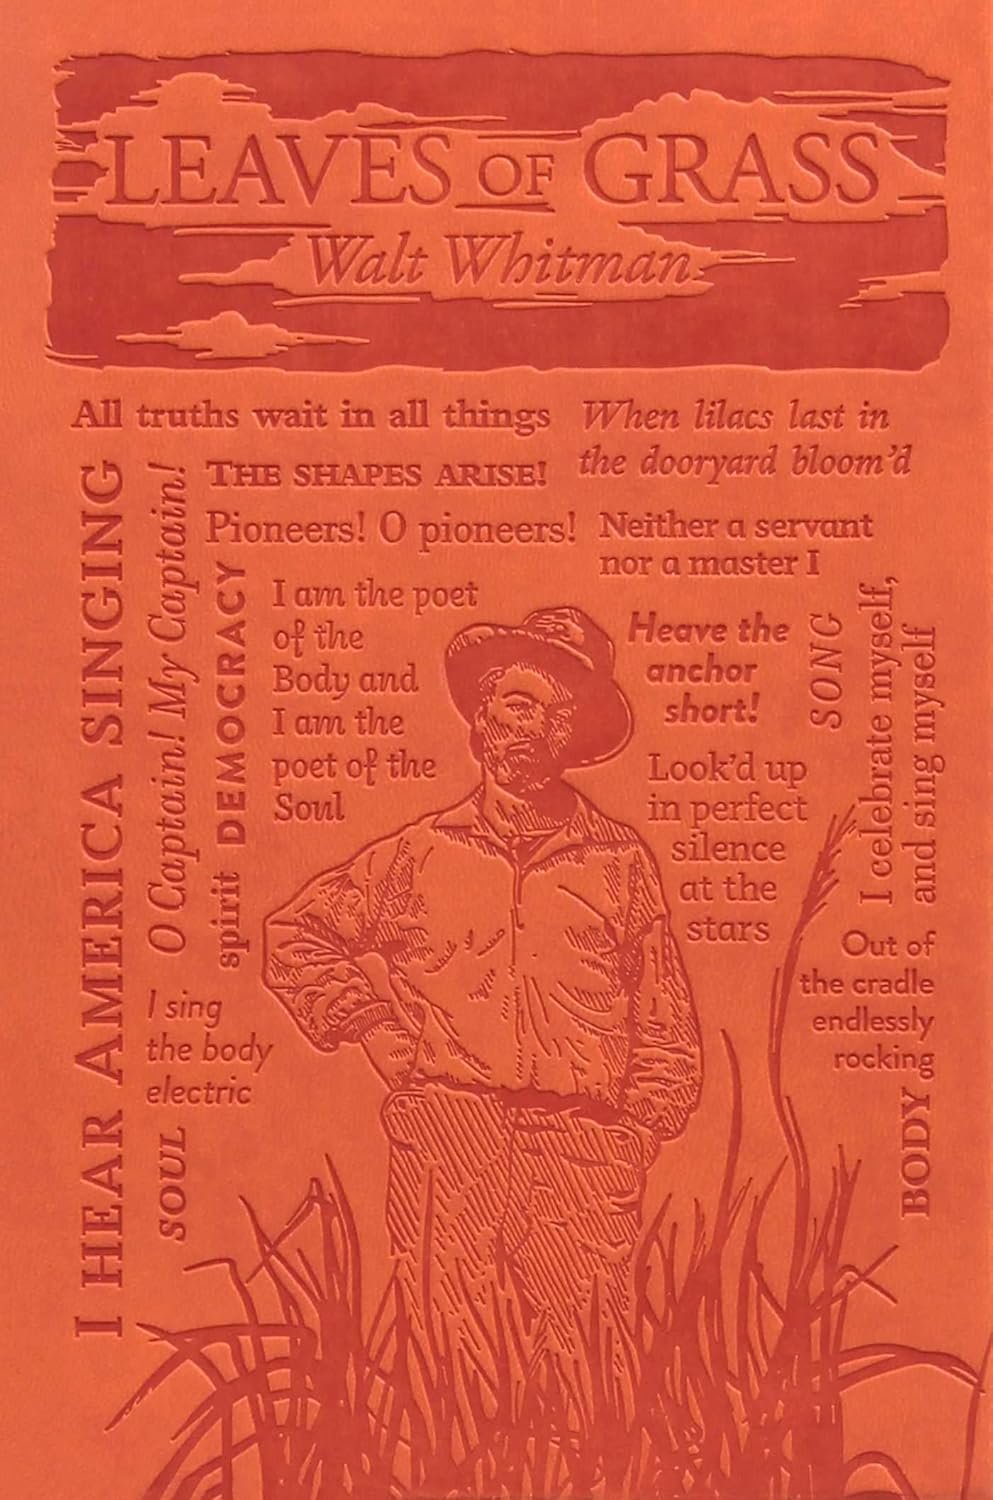 LEAVES OF GRASS
Walt Whitman
All truths wait in all things
When lilacs last in
the dooryard bloom'd
THE SHAPES ARISE!
Pioneers! O pioneers!
Neither a servant
nor a master I
I HEAR AMERICA SINGING
O Captain! My Captain!
spirit
DEMOCRACY
I am the poet
of the
Body and
I am the
poet of the
Soul
Heave the
anchor
short!
SONG
I celebrate myself,
and sing myself
Look'd up
in perfect
silence
at the
stars
Out of
the cradle
endlessly
rocking
I sing
the body
electric
SOUL
BODY